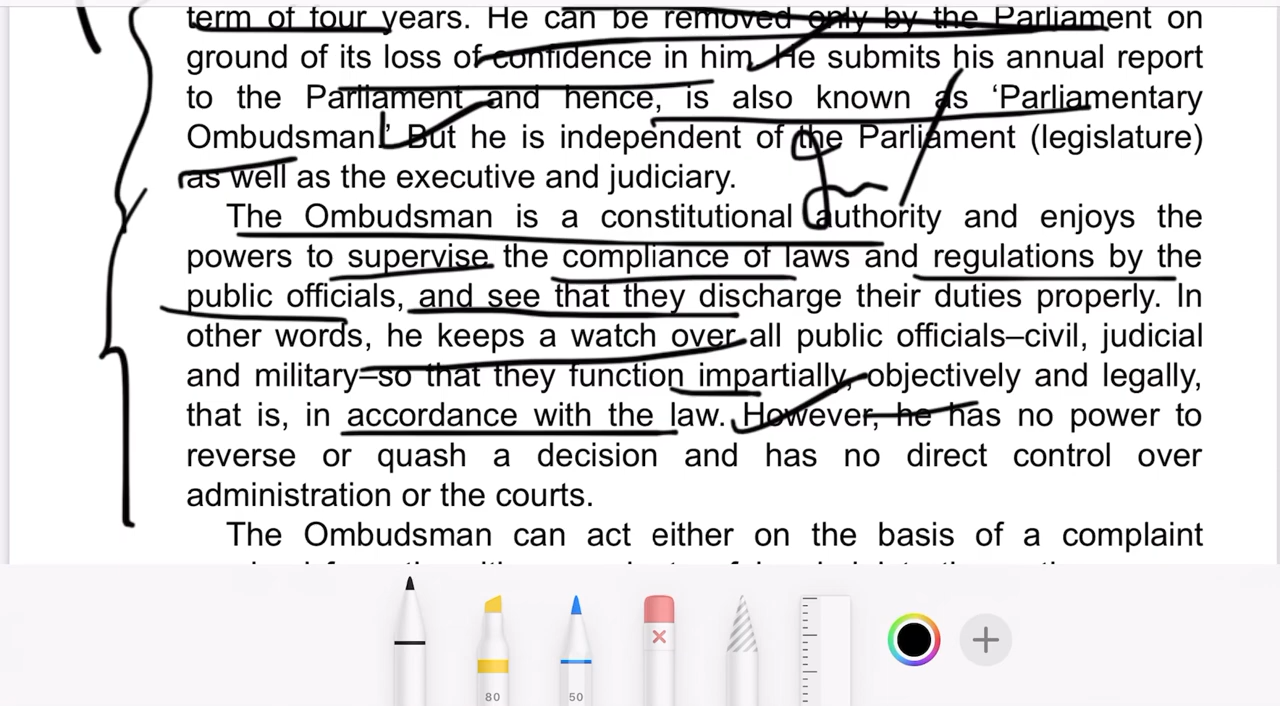 term of four years. He can be removed only by the Parliament on
ground of its loss of confidence in him. He submits his annual report
to the Parliament and hence, is also known as ‘Parliamentary
Ombudsman.’ But he is independent of the Parliament (legislature)
as well as the executive and judiciary.
The Ombudsman is a constitutional authority and enjoys the
powers to supervise the compliance of laws and regulations by the
public officials, and see that they discharge their duties properly. In
other words, he keeps a watch over all public officials–civil, judicial
and military–so that they function impartially, objectively and legally,
that is, in accordance with the law. However, he has no power to
reverse or quash a decision and has no direct control over
administration or the courts.
The Ombudsman can act either on the basis of a complaint
80
50